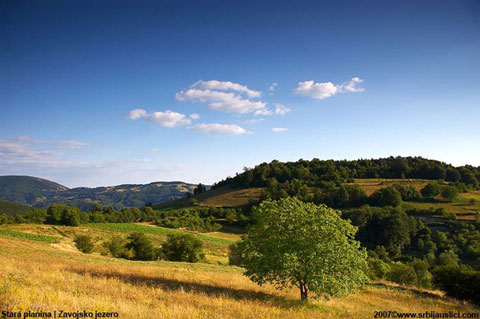 Stara planina | Zavojsko jezero
2007©www.srbijauslici.com